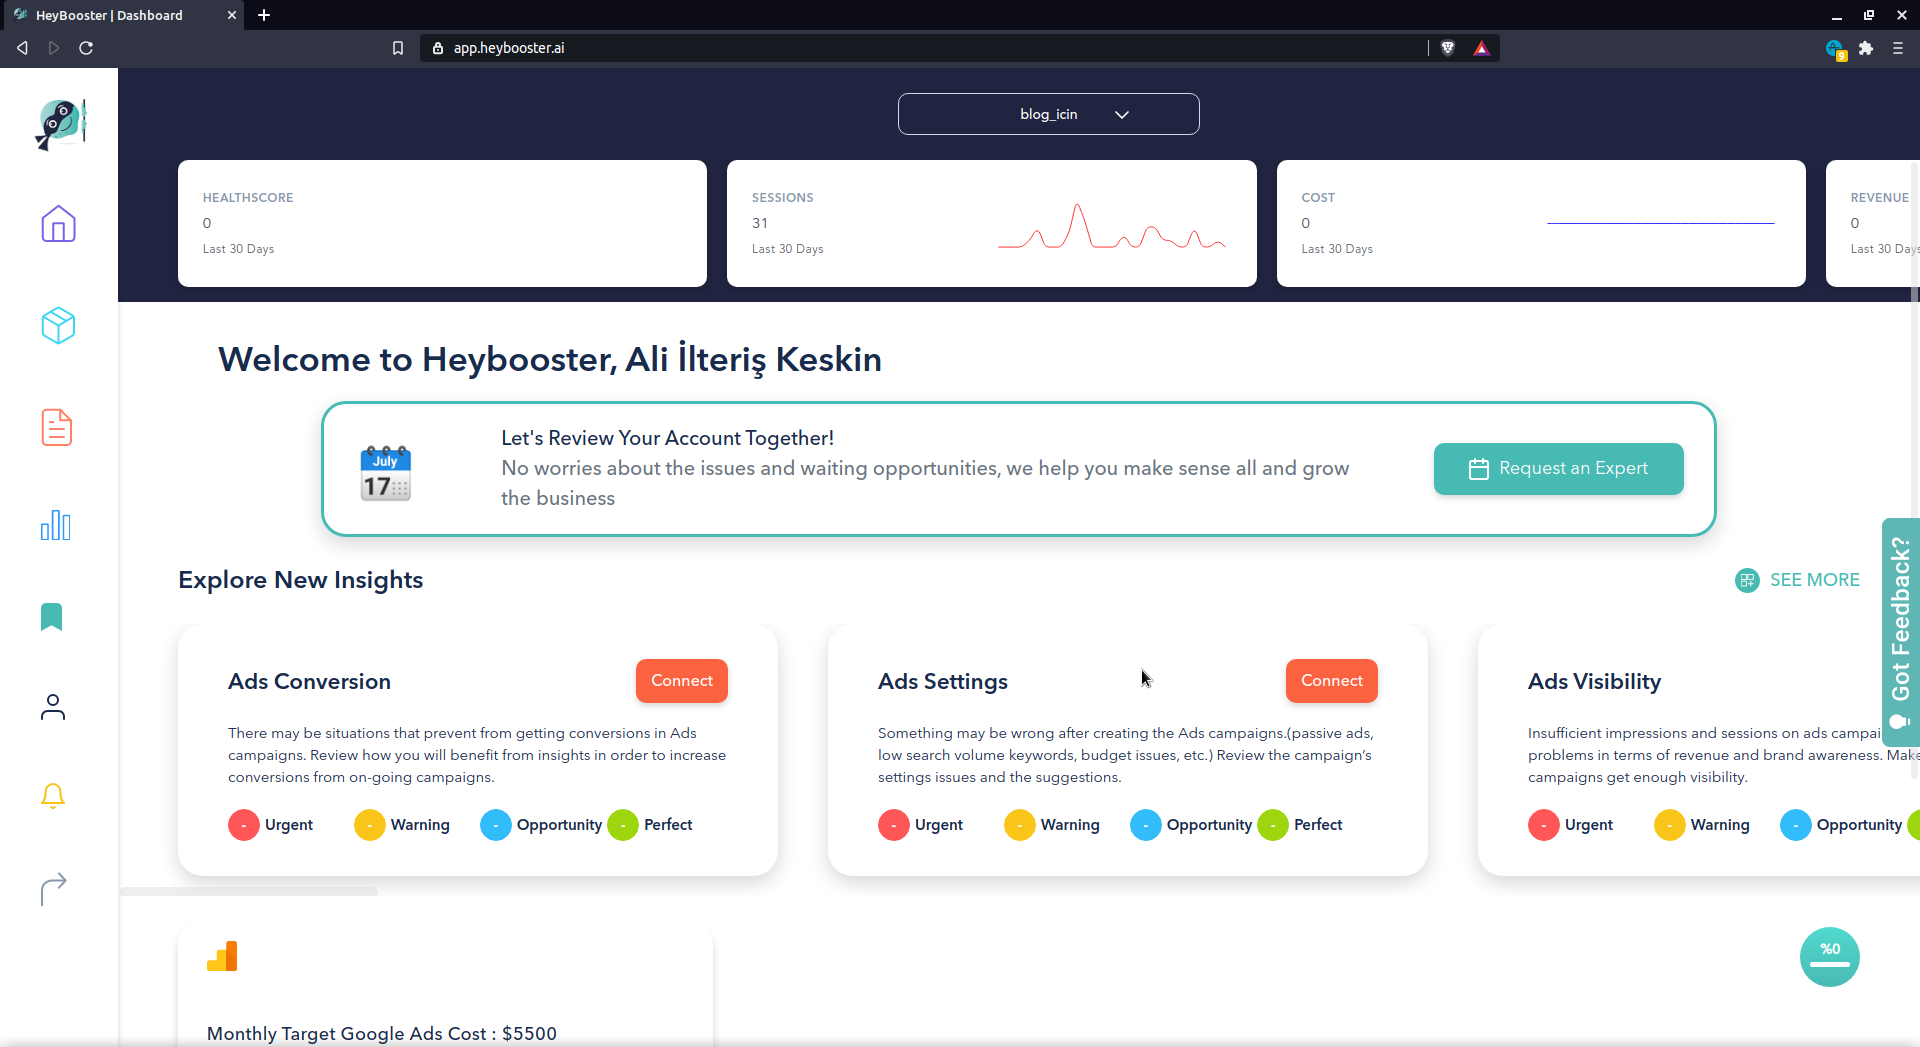 HeyBooster | Dashboard
app.heybooster.ai
9
blog_icin
HEALTHSCORE
0
Last 30 Days
SESSIONS
31
Last 30 Days
COST
0
Last 30 Days
REVENUE
0
Last 30 Days
Welcome to Heybooster, Ali İlteriş Keskin
July
17
Let's Review Your Account Together!
No worries about the issues and waiting opportunities, we help you make sense all and grow
the business
Request an Expert
Explore New Insights
SEE MORE
Got Feedback?
Ads Conversion
Connect
There may be situations that prevent from getting conversions in Ads
campaigns. Review how you will benefit from insights in order to increase
conversions from on-going campaigns.
- Urgent - Warning - Opportunity - Perfect
Ads Settings
Connect
Something may be wrong after creating the Ads campaigns.(passive ads,
low search volume keywords, budget issues, etc.) Review the campaign’s
settings issues and the suggestions.
- Urgent - Warning - Opportunity - Perfect
Ads Visibility
Insufficient impressions and sessions on ads campai
problems in terms of revenue and brand awareness. Make
campaigns get enough visibility.
- Urgent - Warning - Opportunity
%0
Monthly Target Google Ads Cost : $5500